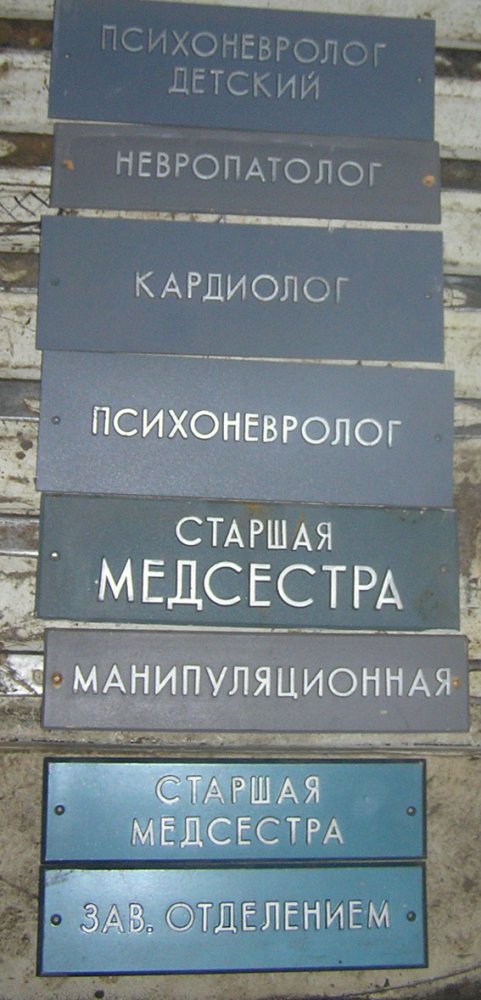 ПСИХОНЕВРОЛОГ
ДЕТСКИЙ
НЕВРОПАТОЛОГ
КАРДИОЛОГ
ПСИХОНЕВРОЛОГ
СТАРШАЯ
МЕДСЕСТРА
МАНИПУЛЯЦИОННАЯ
СТАРШАЯ
МЕДСЕСТРА
ЗАВ. ОТДЕЛЕНИЕМ